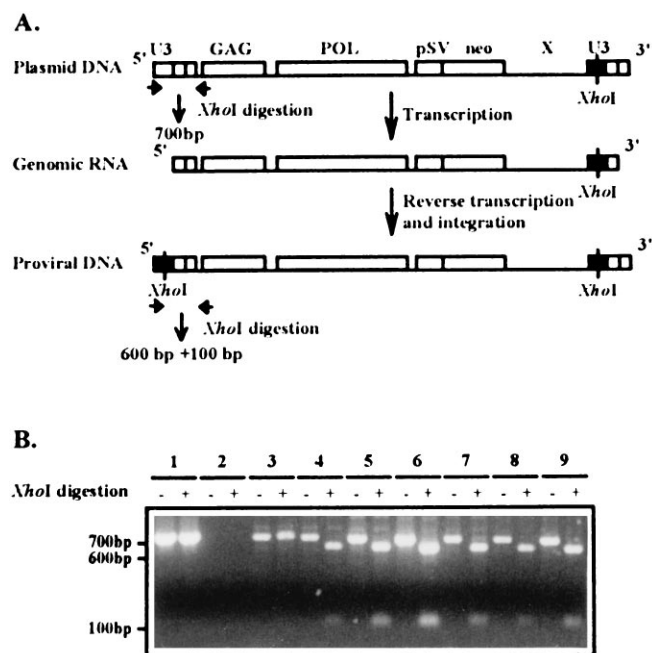 A.
5' U3 GAG POL pSV neo X U3 3'
Plasmid DNA
XhoI
XhoI digestion
700bp
Transcription
5' 3'
Genomic RNA
XhoI
Reverse transcription
and integration
5' 3'
Proviral DNA
XhoI XhoI
XhoI digestion
600 bp +100 bp
B.
1 2 3 4 5 6 7 8 9
XhoI digestion - + - + - + - + - + - + - + - + - +
700bp
600bp
100bp